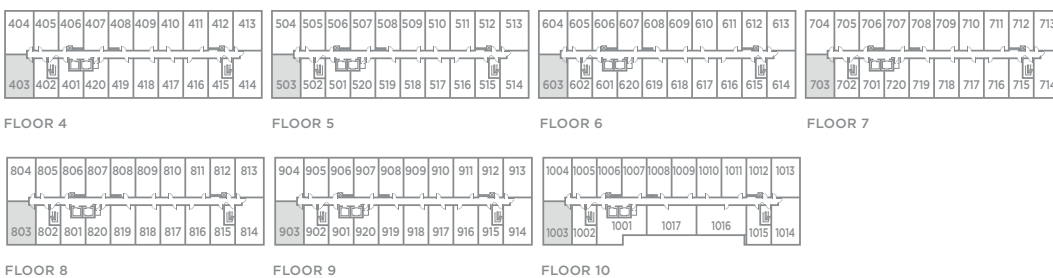 404 405 406 407 408 409 410 411 412 413
403 402 401 420 419 418 417 416 415 414
FLOOR 4
504 505 506 507 508 509 510 511 512 513
503 502 501 520 519 518 517 516 515 514
FLOOR 5
604 605 606 607 608 609 610 611 612 613
603 602 601 620 619 618 617 616 615 614
FLOOR 6
704 705 706 707 708 709 710 711 712 713
703 702 701 720 719 718 717 716 715 714
FLOOR 7
804 805 806 807 808 809 810 811 812 813
803 802 801 820 819 818 817 816 815 814
FLOOR 8
904 905 906 907 908 909 910 911 912 913
903 902 901 920 919 918 917 916 915 914
FLOOR 9
1004 1005 1006 1007 1008 1009 1010 1011 1012 1013
1003 1002 1001 1017 1016 1015 1014
FLOOR 10